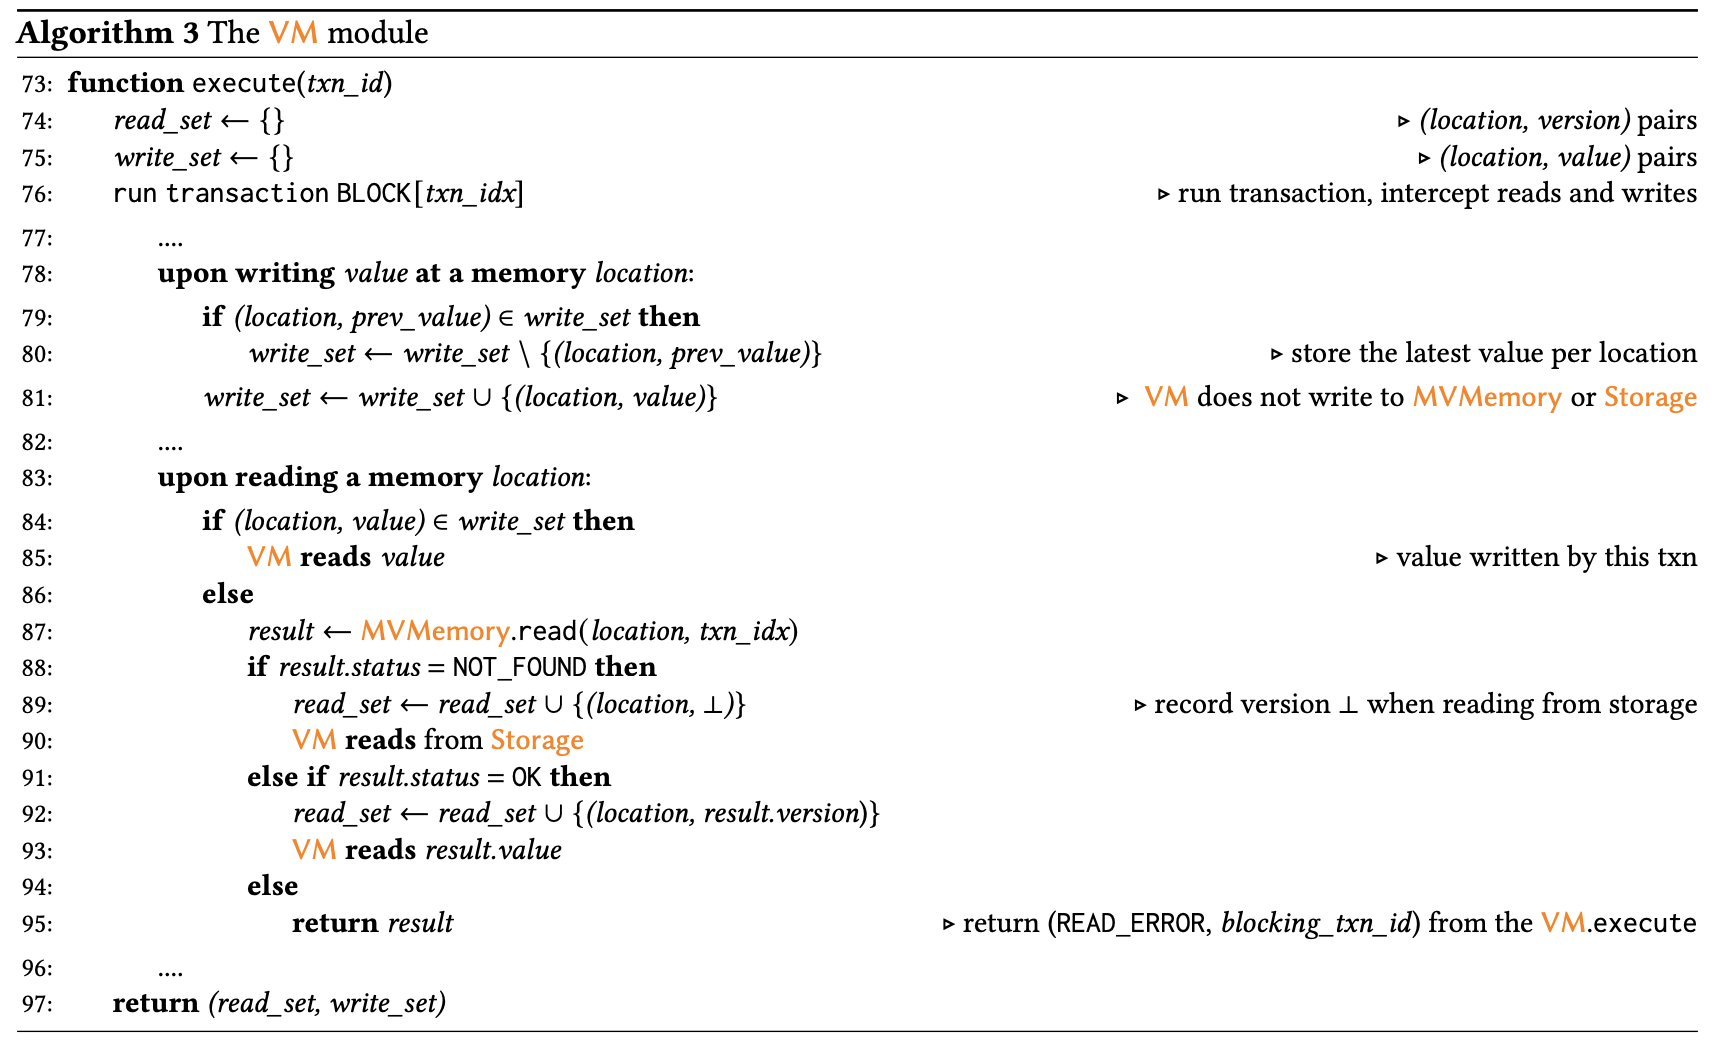 Algorithm 3 The VM module
73: function execute(txn_id)
74: read_set ← {} ▹ (location, version) pairs
75: write_set ← {} ▹ (location, value) pairs
76: run transaction BLOCK[txn_idx] ▹ run transaction, intercept reads and writes
77: ....
78: upon writing value at a memory location:
79: if (location, prev_value) ∈ write_set then
80: write_set ← write_set \ {(location, prev_value)} ▹ store the latest value per location
81: write_set ← write_set ∪ {(location, value)} ▹ VM does not write to MVMemory or Storage
82: ....
83: upon reading a memory location:
84: if (location, value) ∈ write_set then
85: VM reads value ▹ value written by this txn
86: else
87: result ← MVMemory.read(location, txn_idx)
88: if result.status = NOT_FOUND then
89: read_set ← read_set ∪ {(location, ⊥)} ▹ record version ⊥ when reading from storage
90: VM reads from Storage
91: else if result.status = OK then
92: read_set ← read_set ∪ {(location, result.version)}
93: VM reads result.value
94: else
95: return result ▹ return (READ_ERROR, blocking_txn_id) from the VM.execute
96: ....
97: return (read_set, write_set)